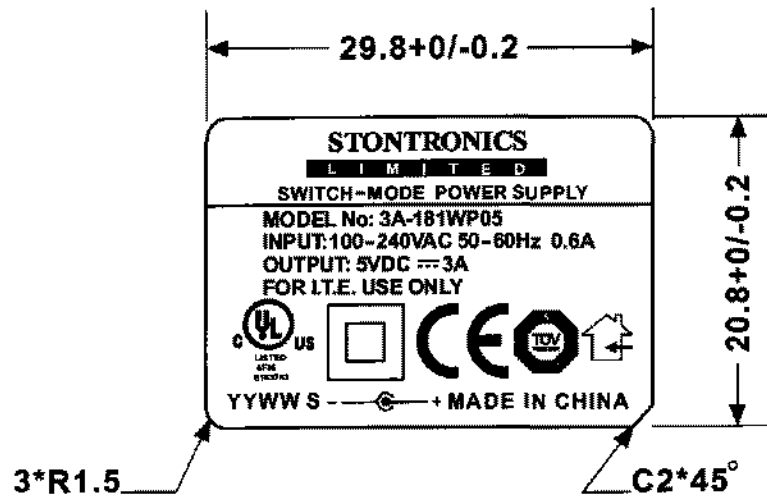 29.8+0/-0.2
STONTRONICS
LIMITED
SWITCH-MODE POWER SUPPLY
MODEL No: 3A-181WP05
INPUT:100-240VAC 50-60Hz 0.6A
OUTPUT: 5VDC ⎓ 3A
FOR I.T.E. USE ONLY
C UL US
LISTED
CE
TÜV
YYWW S - + MADE IN CHINA
20.8+0/-0.2
3*R1.5
C2*45°